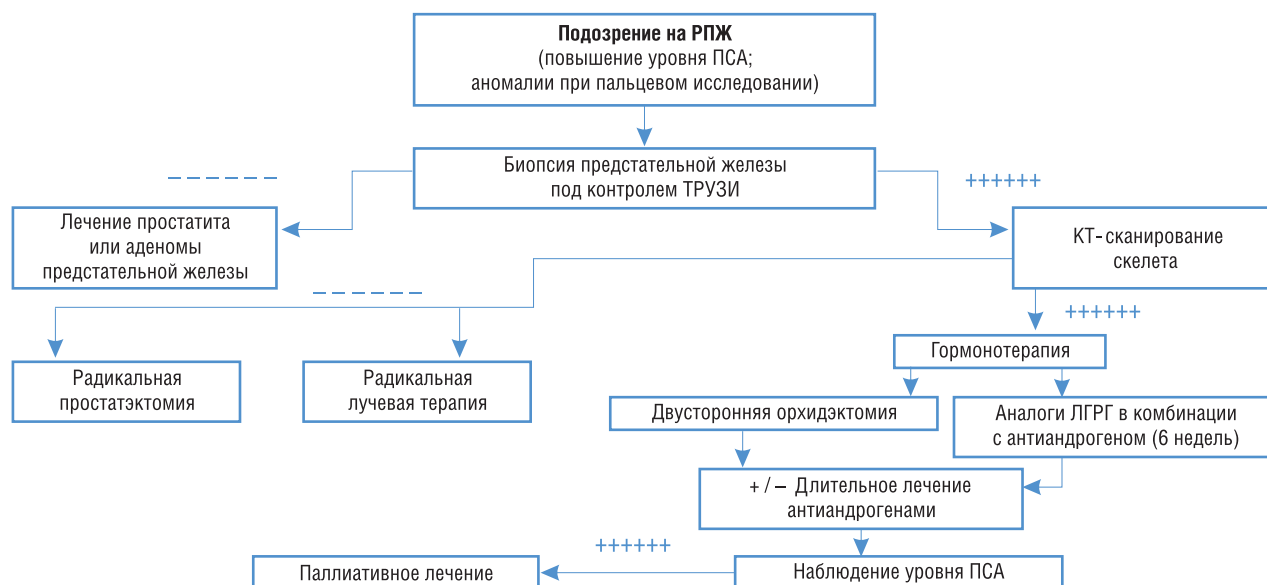 Подозрение на РПЖ
(повышение уровня ПСА;
аномалии при пальцевом исследовании)
Биопсия предстательной железы
под контролем ТРУЗИ
– – – – – –
++++++
Лечение простатита
или аденомы
предстательной железы
КТ-сканирование
скелета
– – – – – –
++++++
Гормонотерапия
Радикальная
простатэктомия
Радикальная
лучевая терапия
Двусторонняя орхидэктомия
Аналоги ЛГРГ в комбинации
с антиандрогеном (6 недель)
+ / – Длительное лечение
антиандрогенами
++++++
Паллиативное лечение
Наблюдение уровня ПСА